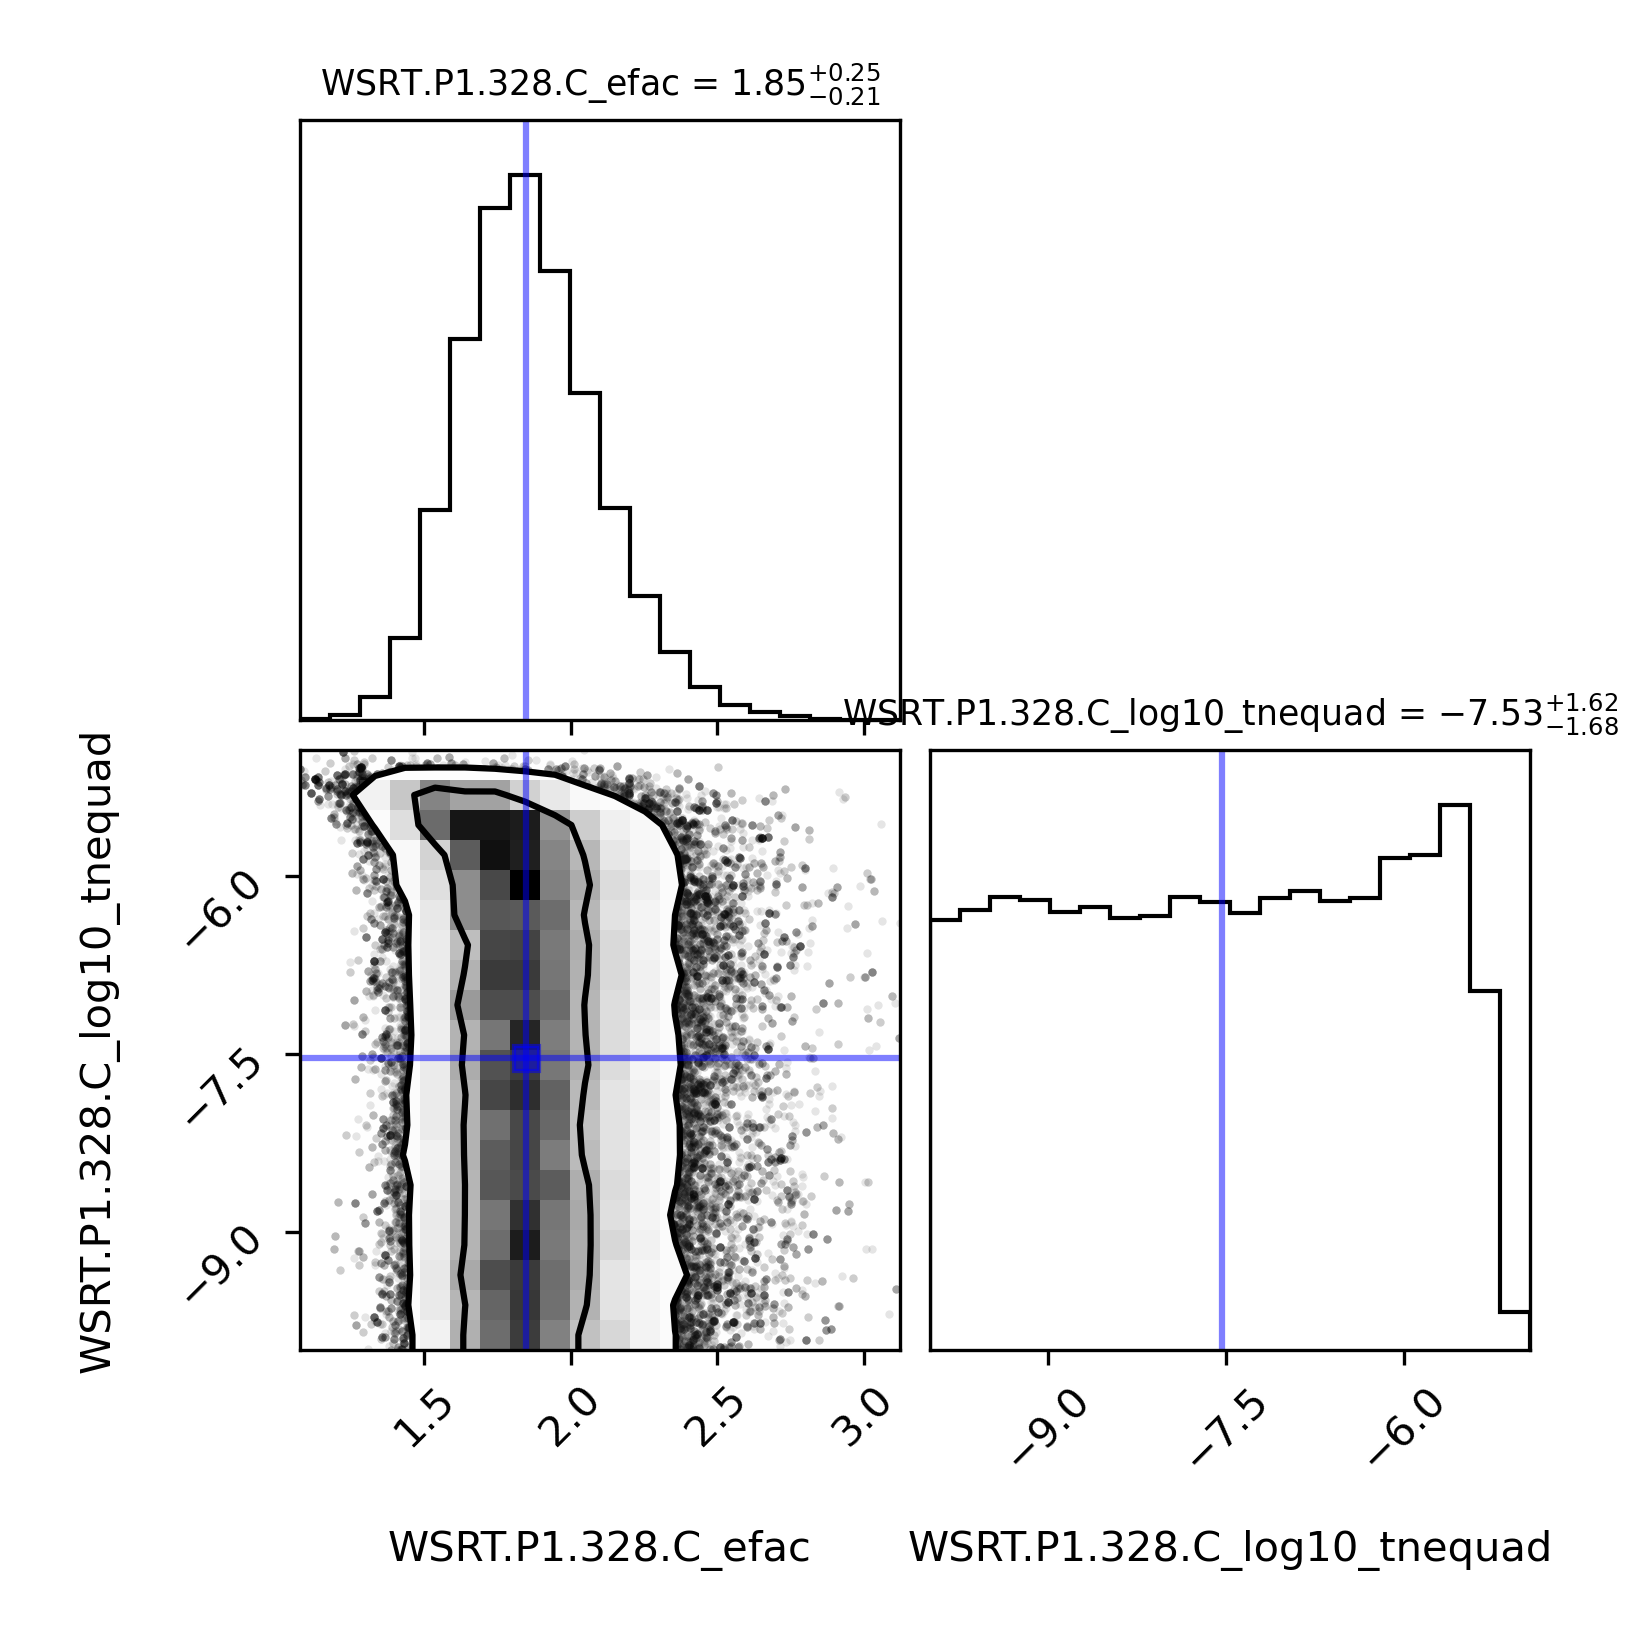 WSRT.P1.328.C_efac = 1.85+0.25 −0.21
WSRT.P1.328.C_log10_tnequad = −7.53+1.62 −1.68
WSRT.P1.328.C_log10_tnequad
−6.0
−7.5
−9.0
1.5 2.0 2.5 3.0
−9.0 −7.5 −6.0
WSRT.P1.328.C_efac
WSRT.P1.328.C_log10_tnequad